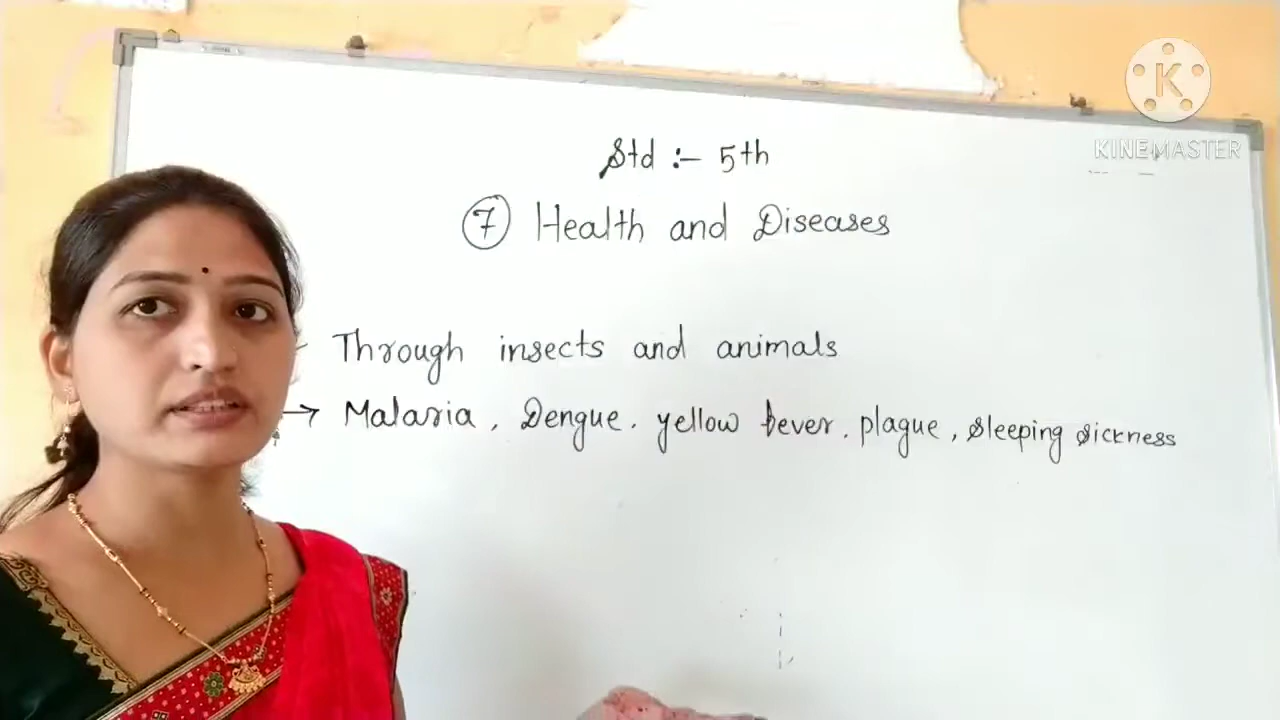 K
KINEMASTER
Std :- 5th
7 Health and Diseases
Through insects and animals
→ Malaria, Dengue, yellow fever, plague, Sleeping Sickness